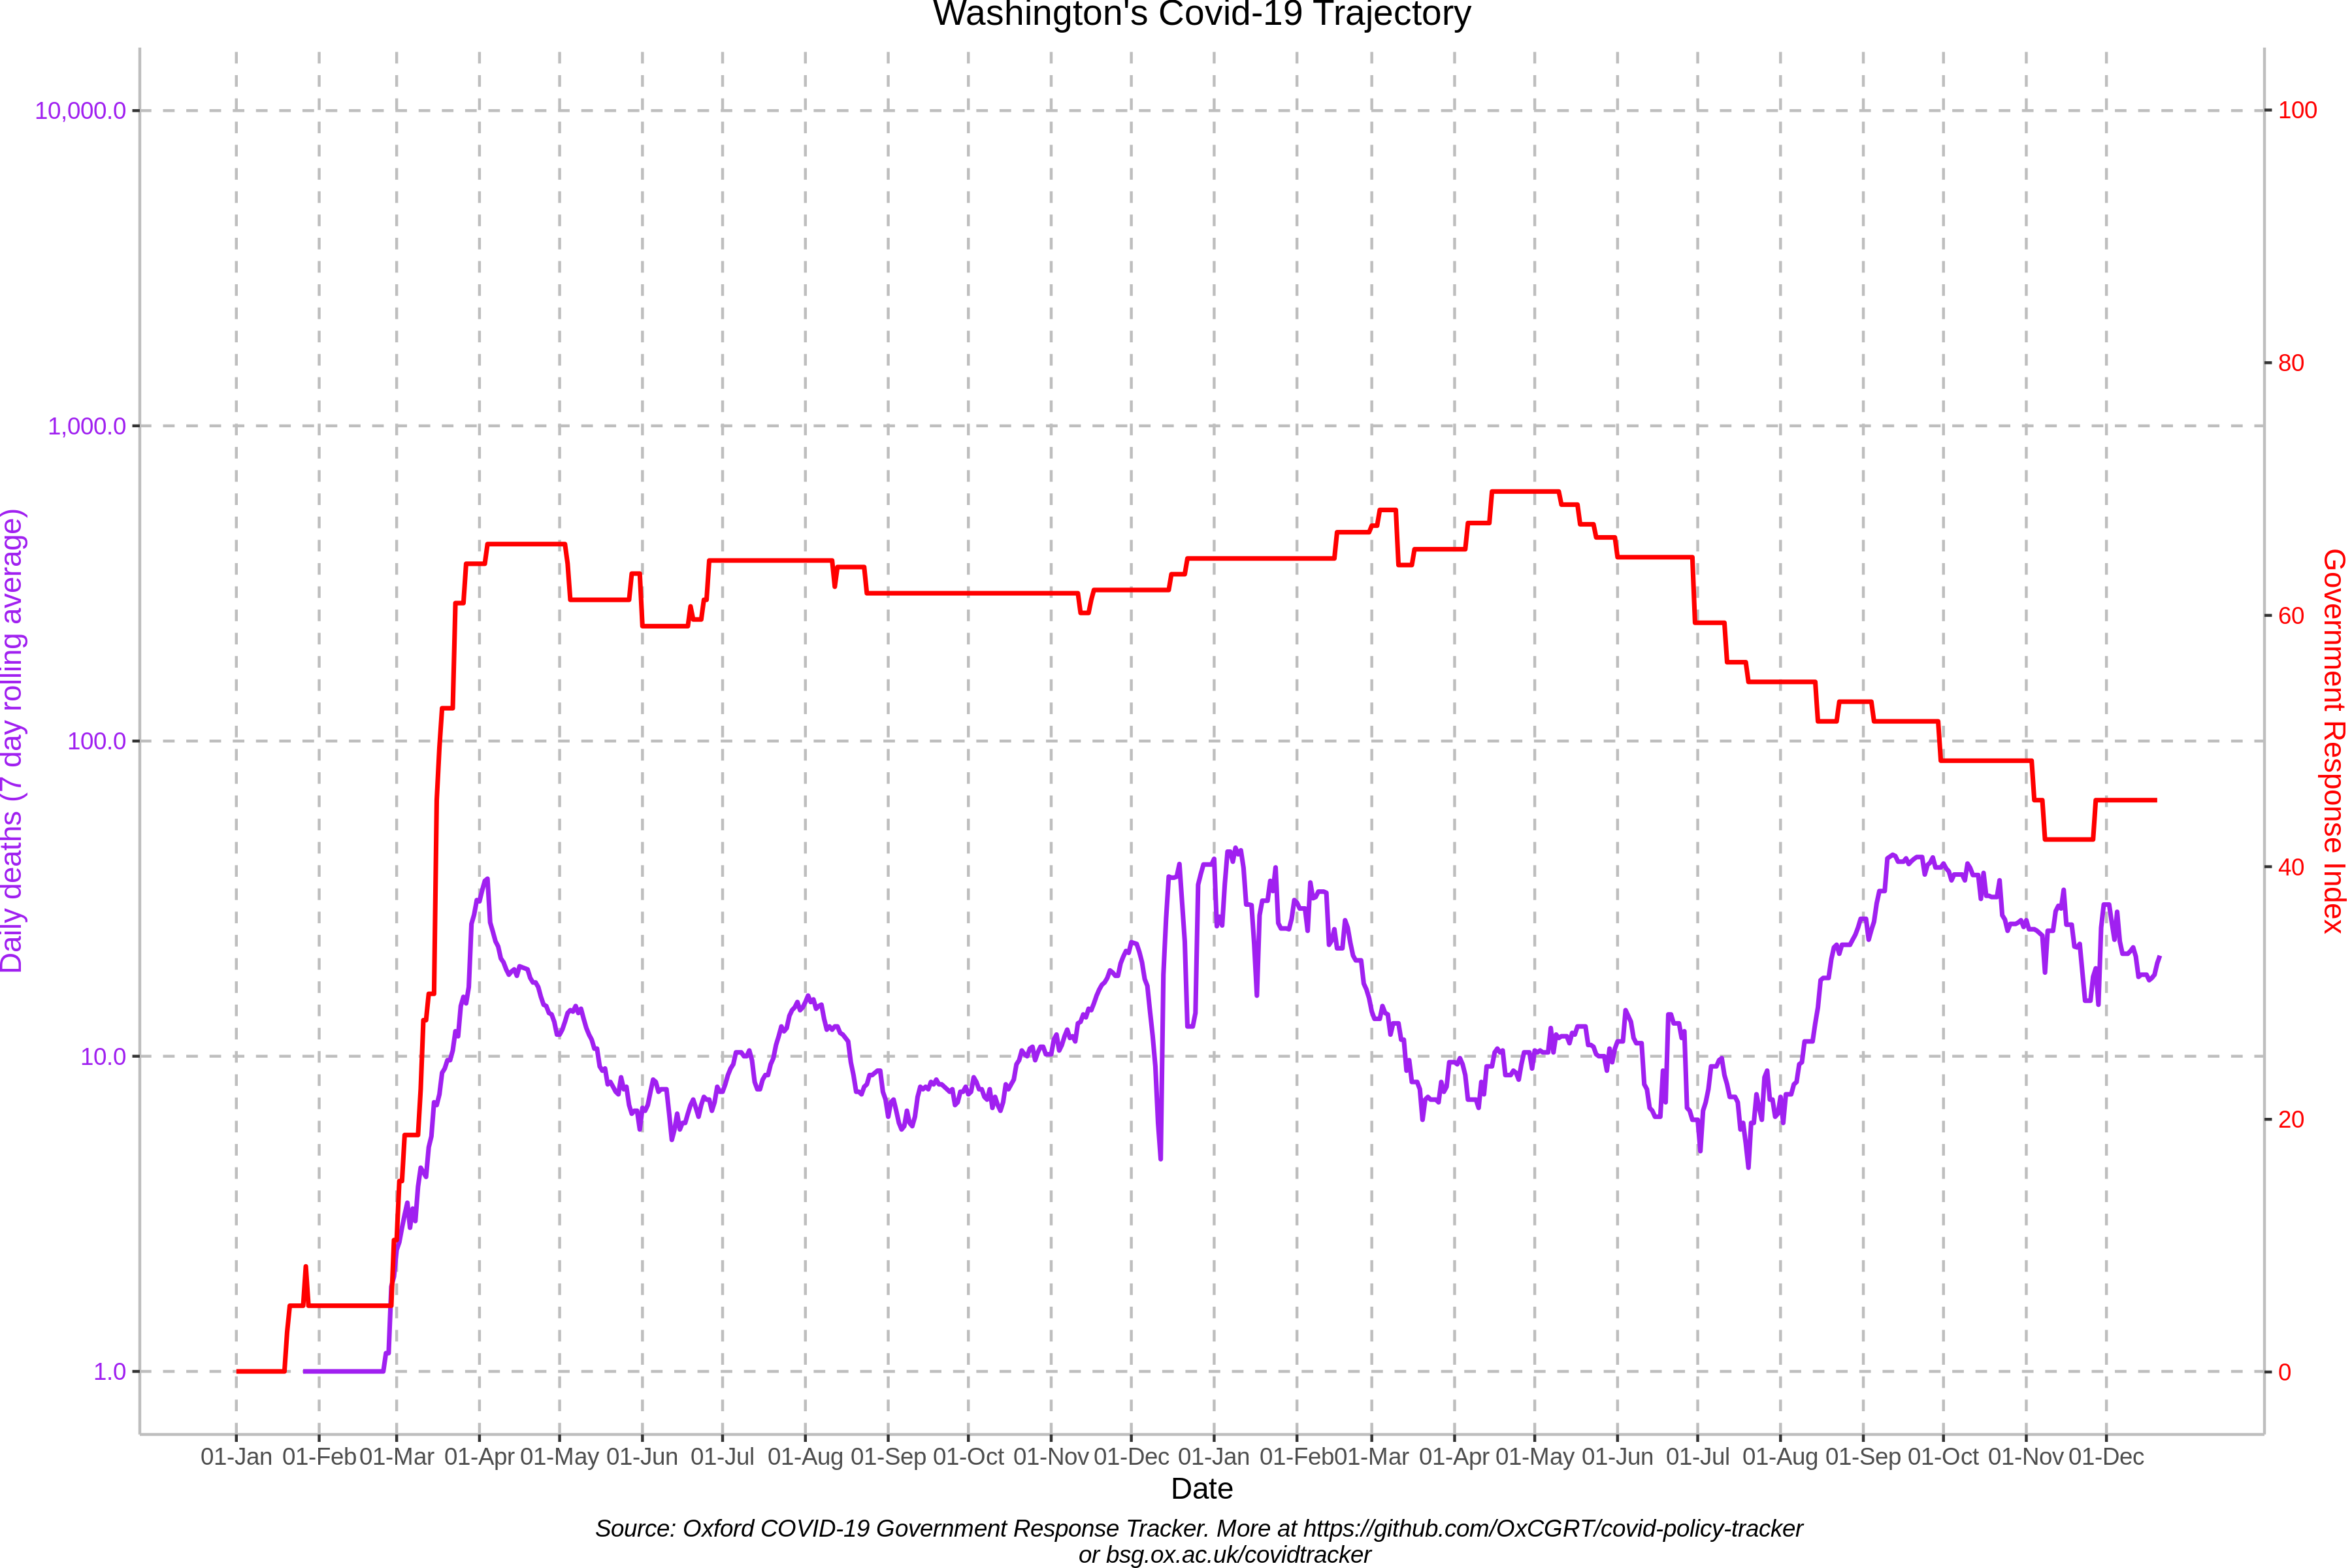 Washington's Covid-19 Trajectory
10,000.0
1,000.0
100.0
10.0
1.0
Daily deaths (7 day rolling average)
100
80
60
40
20
0
Government Response Index
01-Jan 01-Feb 01-Mar 01-Apr 01-May 01-Jun 01-Jul 01-Aug 01-Sep 01-Oct 01-Nov 01-Dec 01-Jan 01-Feb 01-Mar 01-Apr 01-May 01-Jun 01-Jul 01-Aug 01-Sep 01-Oct 01-Nov 01-Dec
Date
Source: Oxford COVID-19 Government Response Tracker. More at https://github.com/OxCGRT/covid-policy-tracker
or bsg.ox.ac.uk/covidtracker